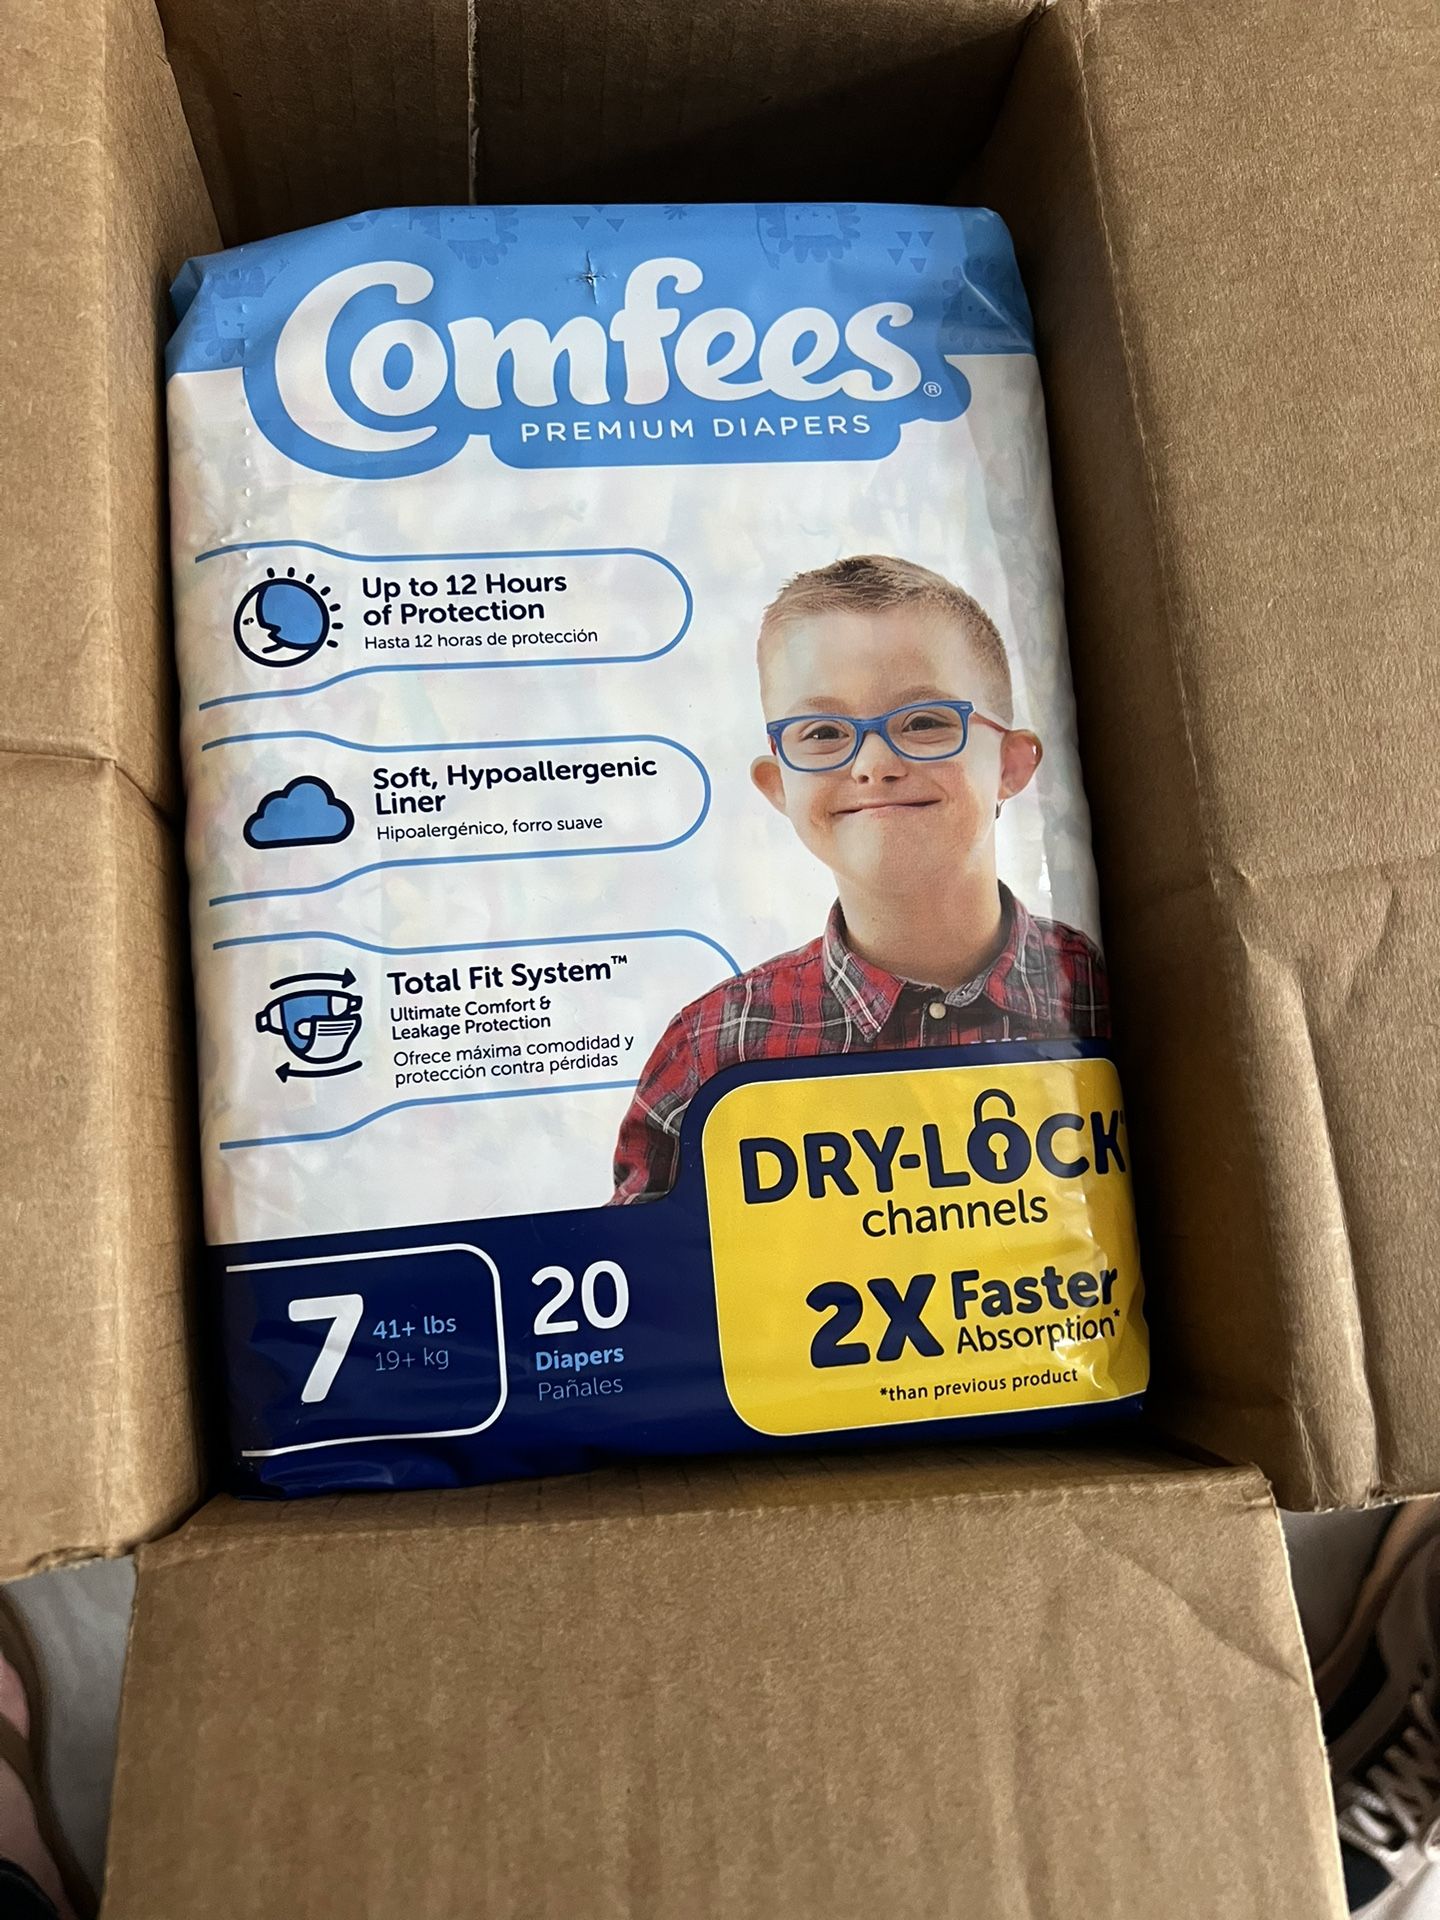 Comfees®
PREMIUM DIAPERS
Up to 12 Hours
of Protection
Hasta 12 horas de protección
Soft, Hypoallergenic
Liner
Hipoalergénico, forro suave
Total Fit System™
Ultimate Comfort &
Leakage Protection
Ofrece máxima comodidad y
protección contra pérdidas
7
41+ lbs
19+ kg
20
Diapers
Pañales
DRY-LOCK
channels
2X Faster
Absorption*
*than previous product